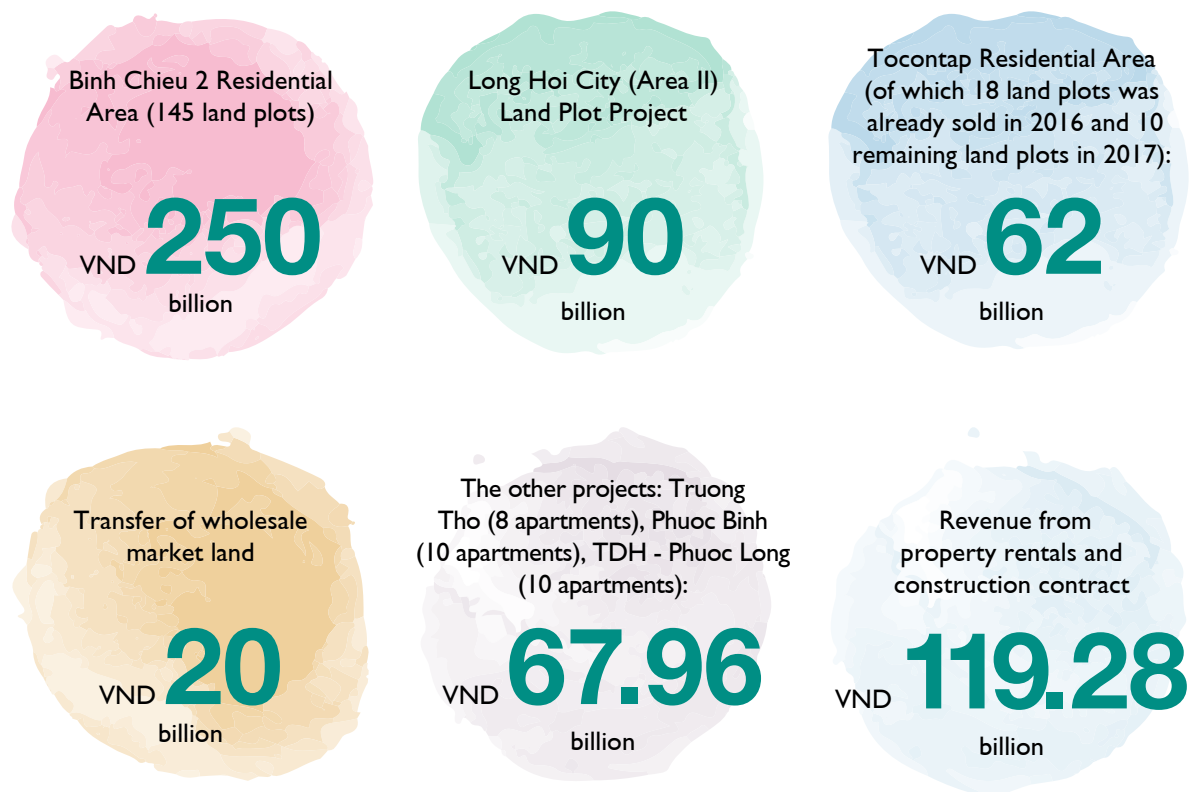 Binh Chieu 2 Residential
Area (145 land plots)
VND 250
billion
Long Hoi City (Area II)
Land Plot Project
VND 90
billion
Tocontap Residential Area
(of which 18 land plots was
already sold in 2016 and 10
remaining land plots in 2017):
VND 62
billion
Transfer of wholesale
market land
VND 20
billion
The other projects: Truong
Tho (8 apartments), Phuoc Binh
(10 apartments), TDH - Phuoc Long
(10 apartments):
VND 67.96
billion
Revenue from
property rentals and
construction contract
VND 119.28
billion